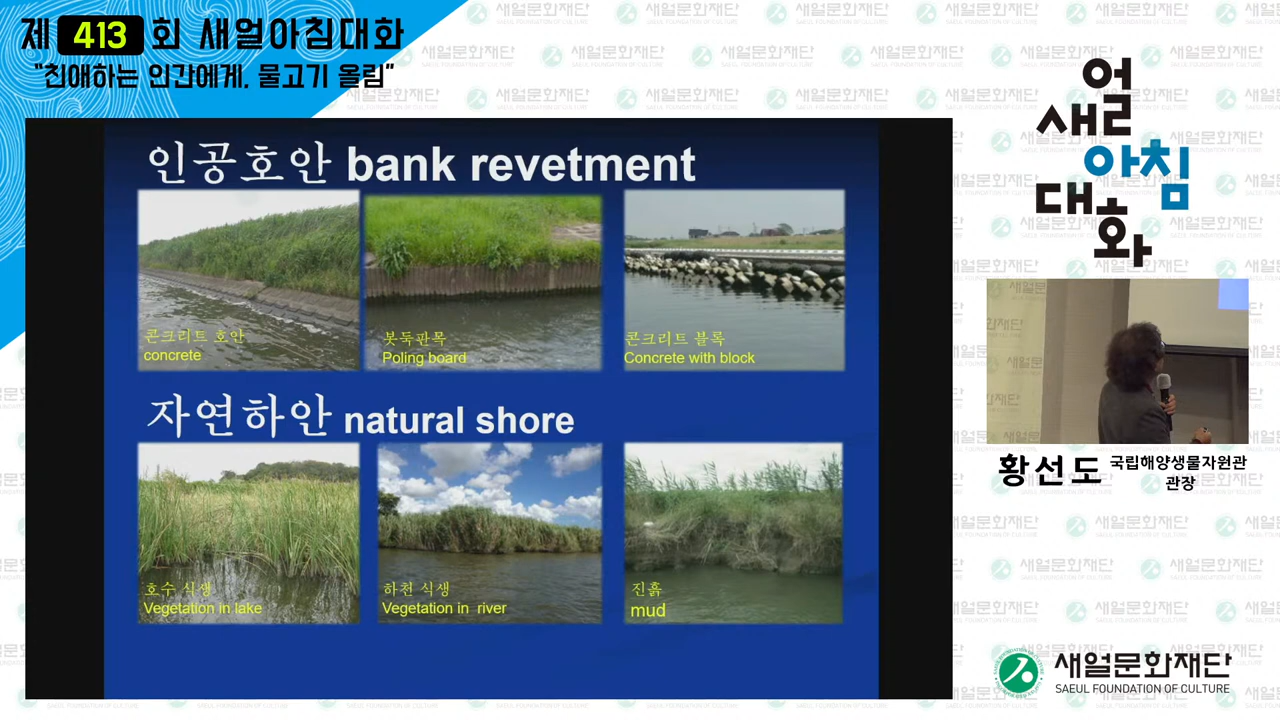 제 413 회 새얼아침대화
"친애하는 인간에게, 물고기 올림"
인공호안 bank revetment
콘크리트 호안
concrete
봇둑판목
Poling board
콘크리트 블록
Concrete with block
자연하안 natural shore
호수 식생
Vegetation in lake
하천 식생
Vegetation in river
진흙
mud
새얼
아침
대화
황선도 국립해양생물자원관
관장
새얼문화재단
SAEUL FOUNDATION OF CULTURE